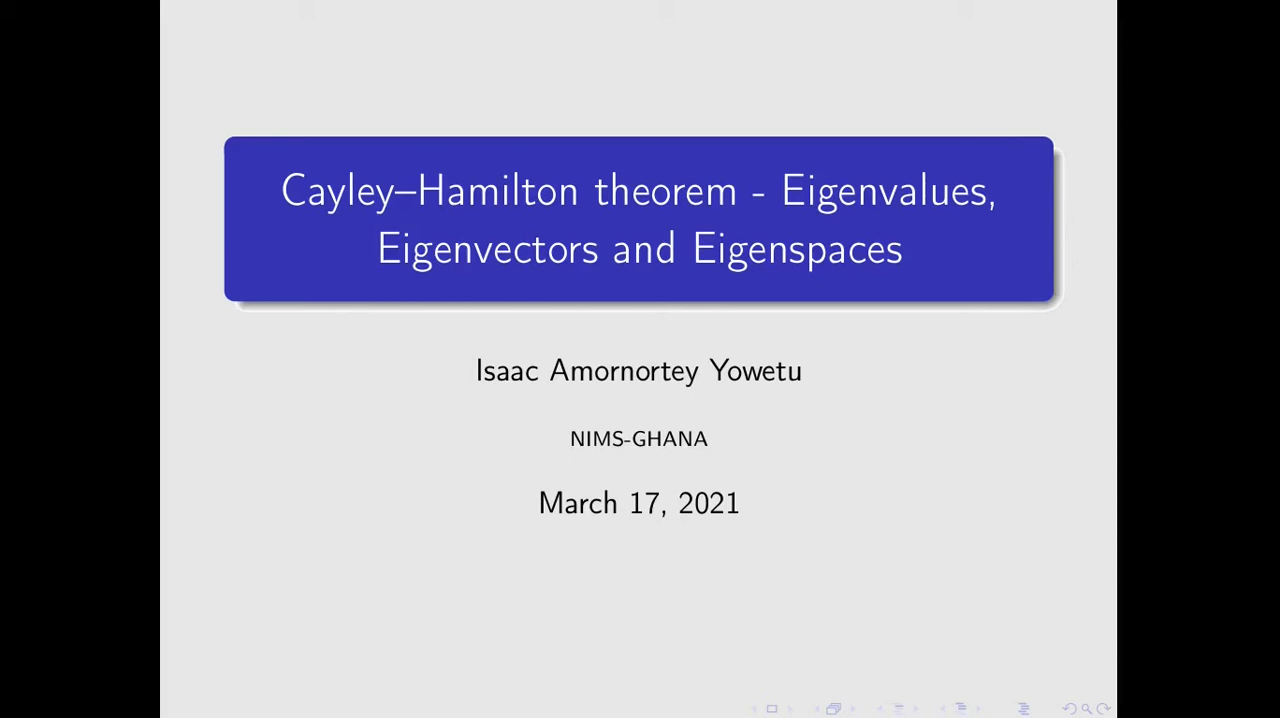 Cayley–Hamilton theorem - Eigenvalues,
Eigenvectors and Eigenspaces
Isaac Amornortey Yowetu
NIMS-GHANA
March 17, 2021